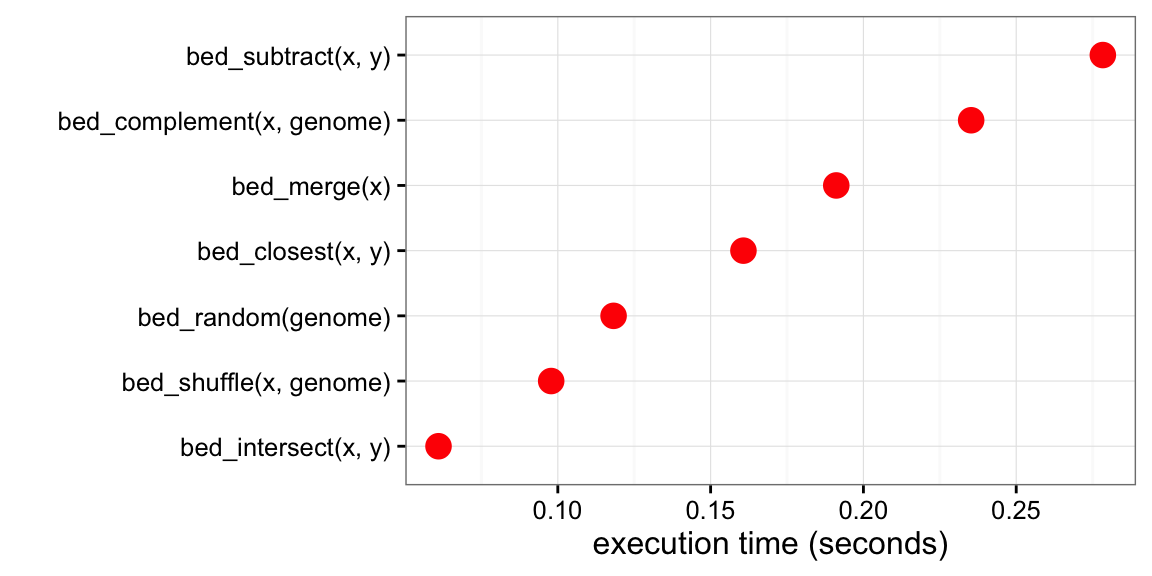 bed_subtract(x, y)
bed_complement(x, genome)
bed_merge(x)
bed_closest(x, y)
bed_random(genome)
bed_shuffle(x, genome)
bed_intersect(x, y)
0.10 0.15 0.20 0.25
execution time (seconds)